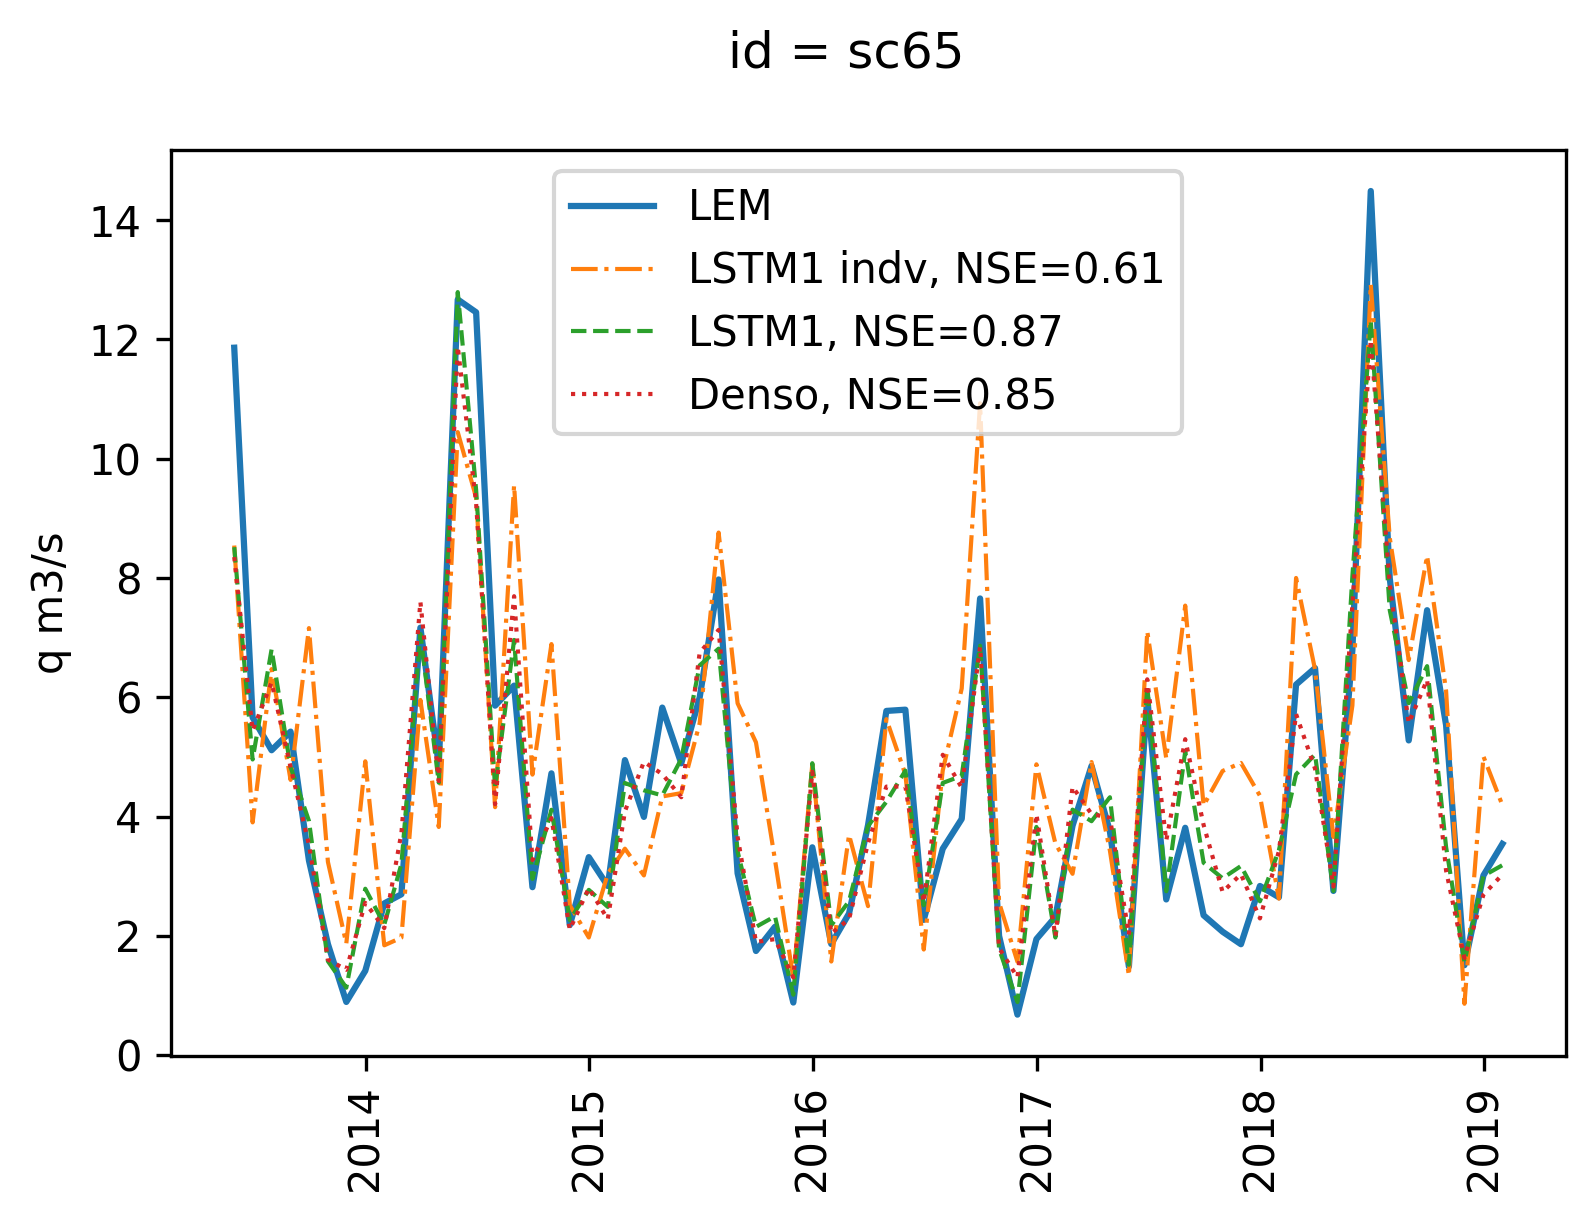 id = sc65
LEM
LSTM1 indv, NSE=0.61
LSTM1, NSE=0.87
Denso, NSE=0.85
q m3/s
14
12
10
8
6
4
2
0
2014
2015
2016
2017
2018
2019